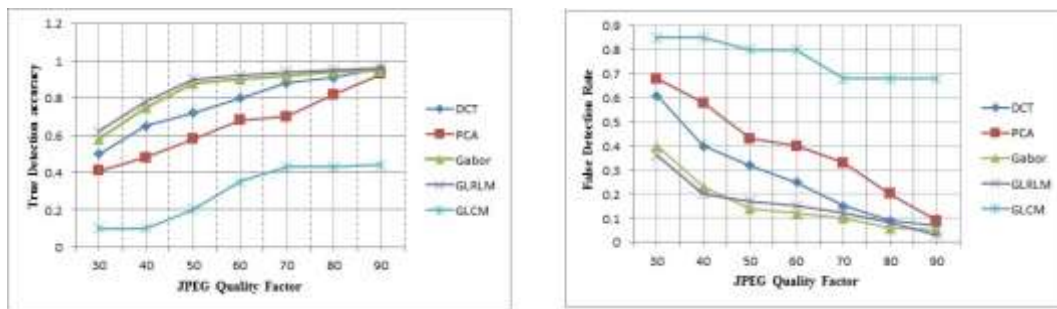 True Detection accuracy
1.2
1
0.8
0.6
0.4
0.2
0
30 40 50 60 70 80 90
JPEG Quality Factor
DCT
PCA
Gabor
GLRLM
GLCM
False Detection Rate
0.9
0.8
0.7
0.6
0.5
0.4
0.3
0.2
0.1
0
30 40 50 60 70 80 90
JPEG Quality Factor
DCT
PCA
Gabor
GLRLM
GLCM